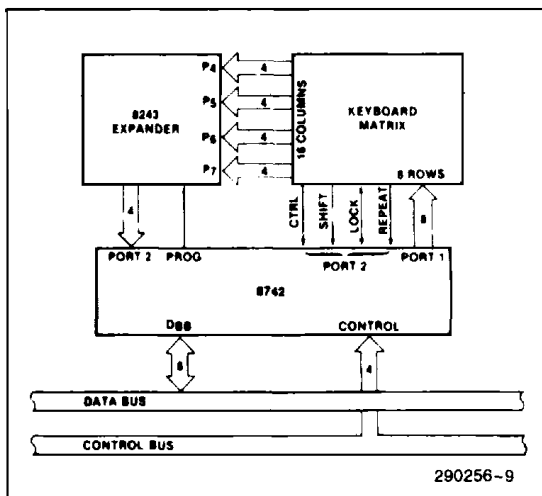 P4
4
P5
4
8243
EXPANDER
16 COLUMNS
KEYBOARD
MATRIX
P6
4
P7
4
8 ROWS
4
CTRL
SHIFT
LOCK
REPEAT
8
PORT 2
PROG
PORT 2
PORT 1
8742
DBB
CONTROL
8
4
DATA BUS
CONTROL BUS
290256-9